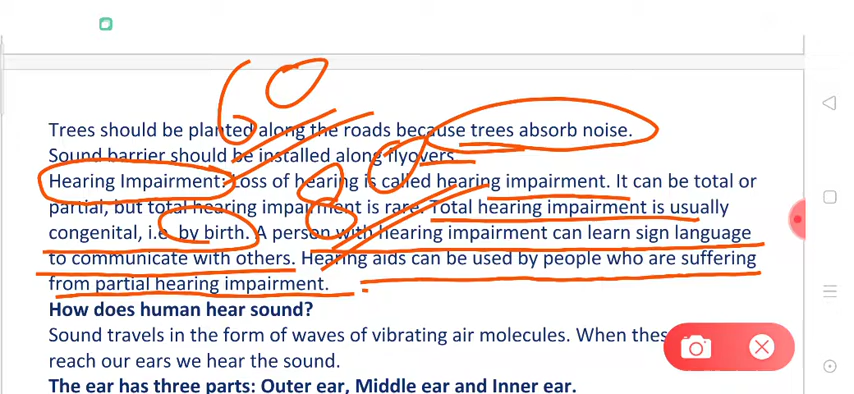 60
80
Trees should be planted along the roads because trees absorb noise.
Sound barrier should be installed along flyovers
Hearing Impairment: Loss of hearing is called hearing impairment. It can be total or
partial, but total hearing impairment is rare. Total hearing impairment is usually
congenital, i.e. by birth. A person with hearing impairment can learn sign language
to communicate with others. Hearing aids can be used by people who are suffering
from partial hearing impairment.
How does human hear sound?
Sound travels in the form of waves of vibrating air molecules. When thes
reach our ears we hear the sound.
The ear has three parts: Outer ear, Middle ear and Inner ear.